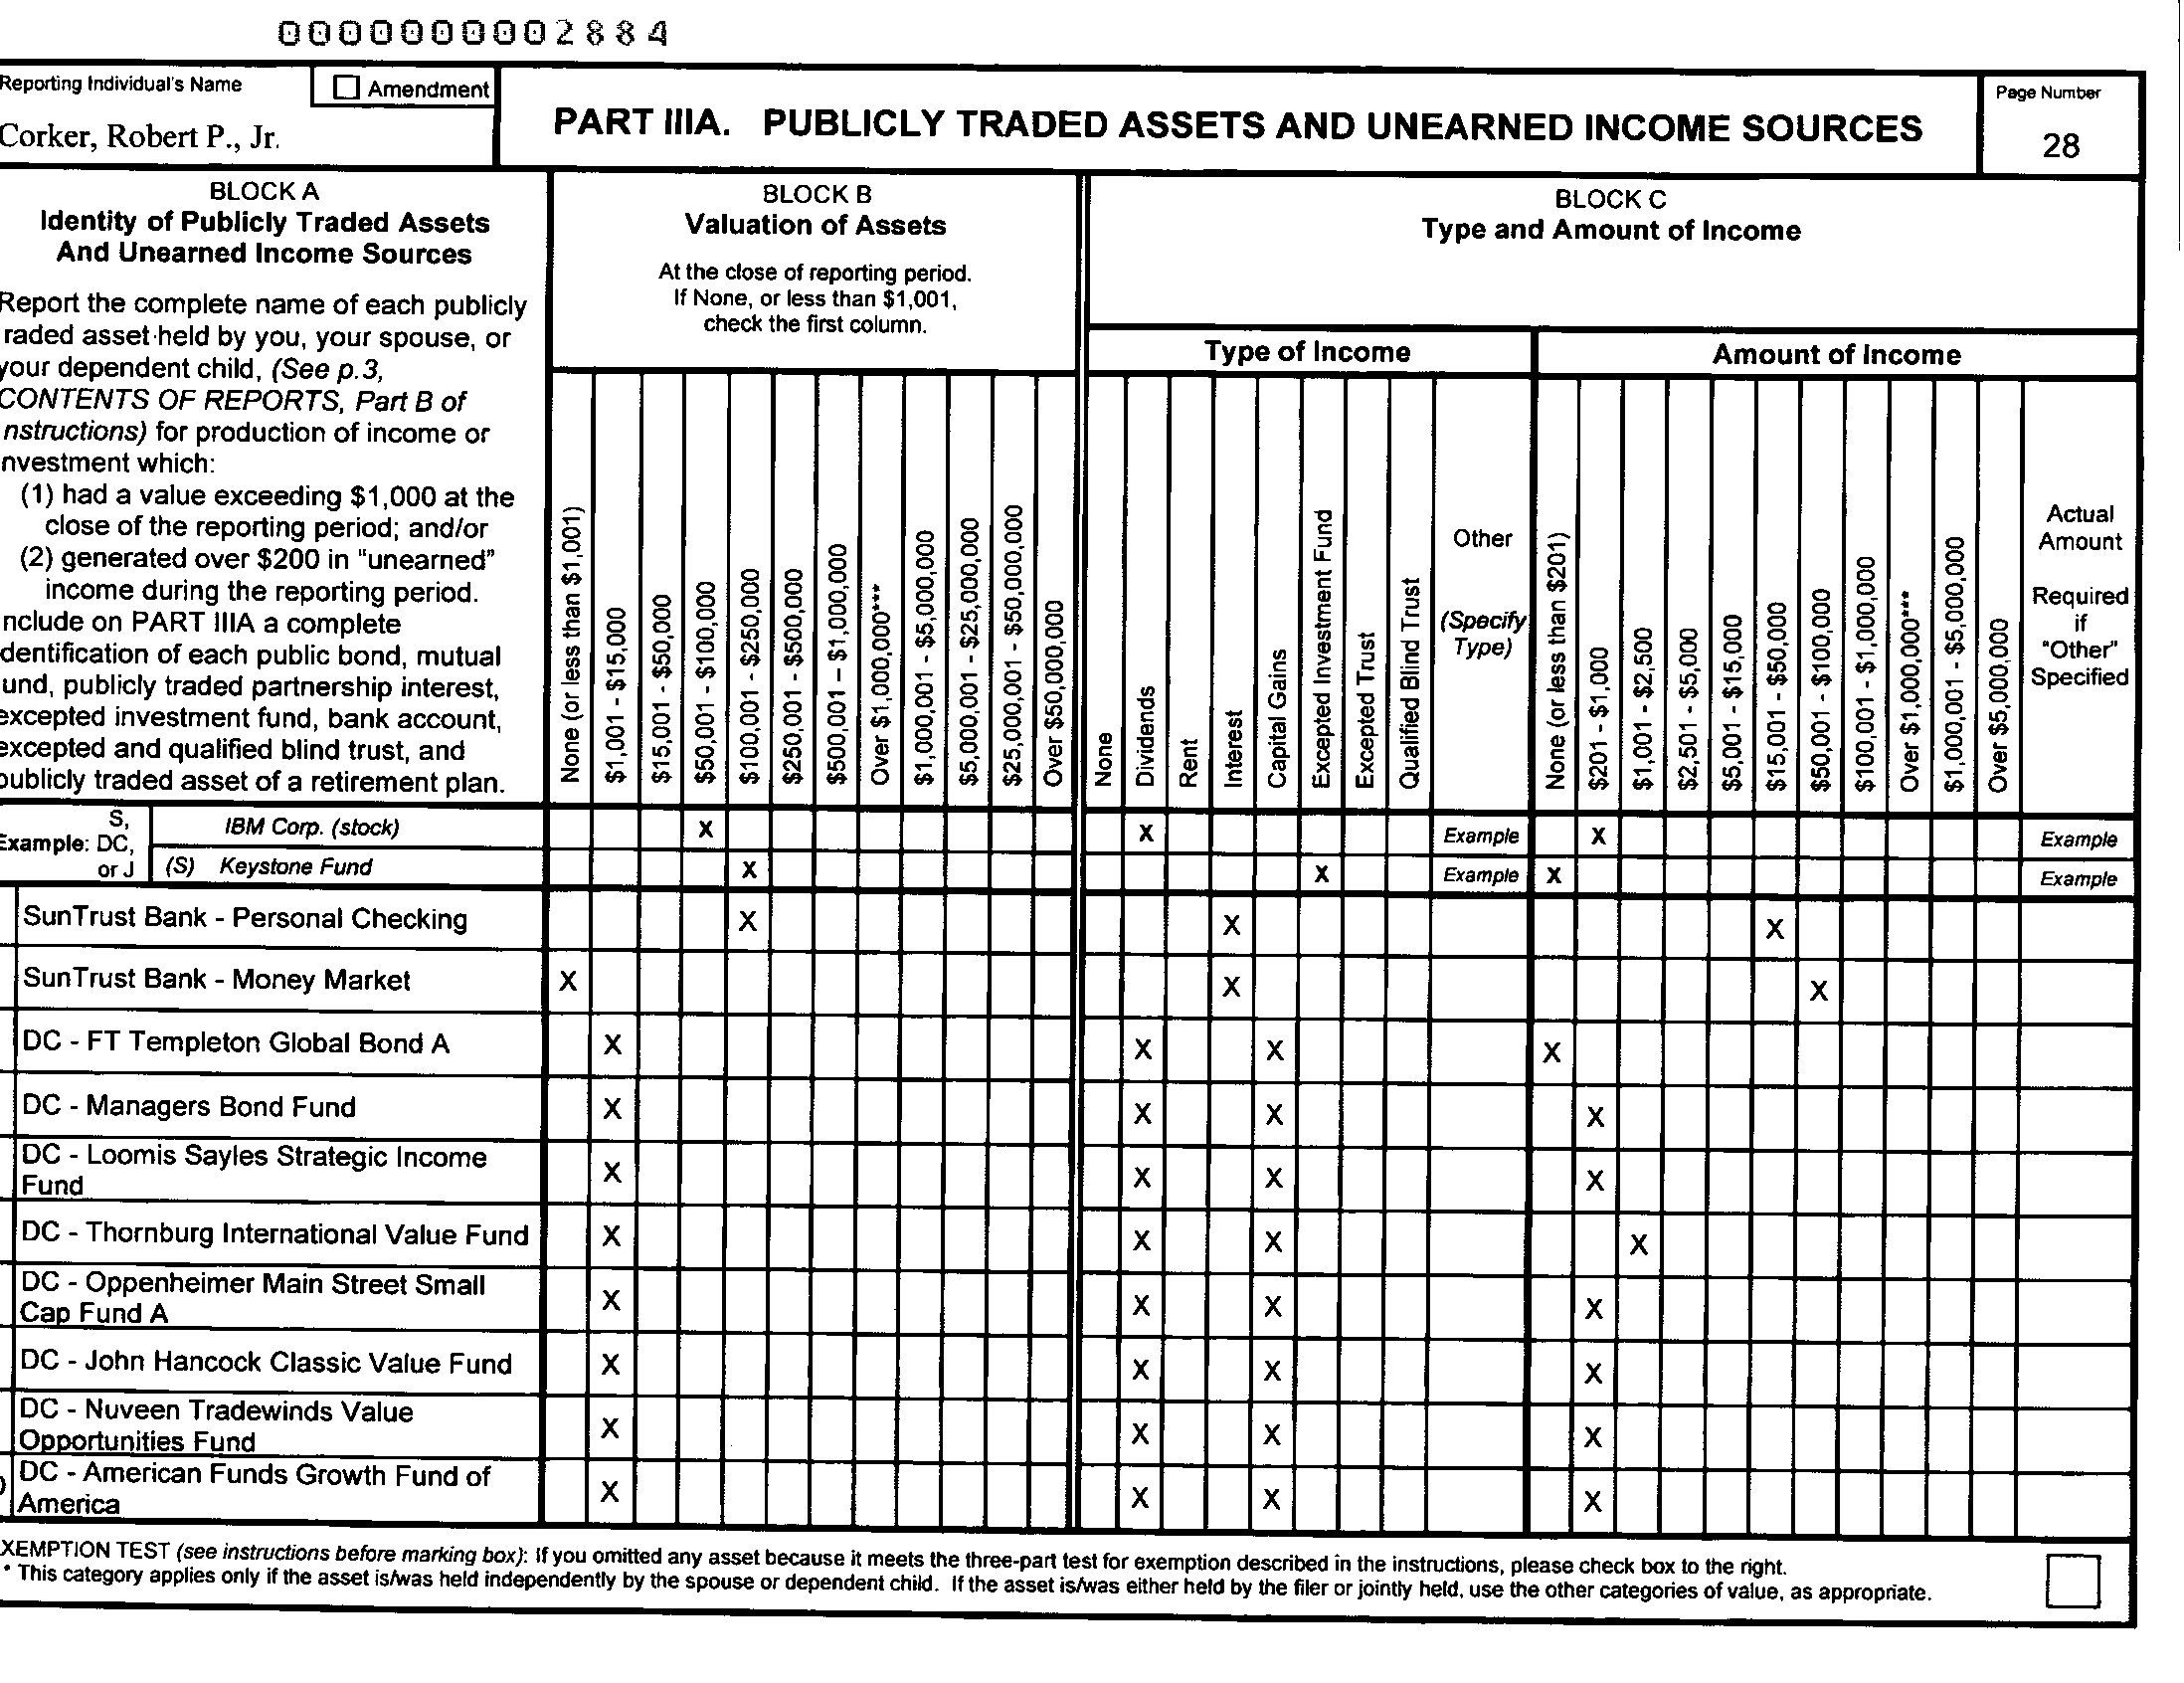 0000000002884
Reporting Individual's Name
Amendment
Corker, Robert P., Jr.
PART IIIA. PUBLICLY TRADED ASSETS AND UNEARNED INCOME SOURCES
Page Number
28
BLOCK A
Identity of Publicly Traded Assets
And Unearned Income Sources
Report the complete name of each publicly
raded asset held by you, your spouse, or
your dependent child, (See p.3,
CONTENTS OF REPORTS, Part B of
nstructions) for production of income or
nvestment which:
(1) had a value exceeding $1,000 at the
close of the reporting period; and/or
(2) generated over $200 in "unearned"
income during the reporting period.
nclude on PART IIIA a complete
dentification of each public bond, mutual
und, publicly traded partnership interest,
excepted investment fund, bank account,
excepted and qualified blind trust, and
publicly traded asset of a retirement plan.
BLOCK B
Valuation of Assets
At the close of reporting period.
If None, or less than $1,001,
check the first column.
None (or less than $1,001)
$1,001 - $15,000
$15,001 - $50,000
$50,001 - $100,000
$100,001 - $250,000
$250,001 - $500,000
$500,001 – $1,000,000
Over $1,000,000***
$1,000,001 - $5,000,000
$5,000,001 - $25,000,000
$25,000,001 - $50,000,000
Over $50,000,000
BLOCK C
Type and Amount of Income
Type of Income
None
Dividends
Rent
Interest
Capital Gains
Excepted Investment Fund
Excepted Trust
Qualified Blind Trust
Other
(Specify
Type)
Amount of Income
None (or less than $201)
$201 - $1,000
$1,001 - $2,500
$2,501 - $5,000
$5,001 - $15,000
$15,001 - $50,000
$50,001 - $100,000
$100,001 - $1,000,000
Over $1,000,000***
$1,000,001 - $5,000,000
Over $5,000,000
Actual
Amount
Required
if
"Other"
Specified
S,
Example: DC,
or J
IBM Corp. (stock) X X Example X Example
(S) Keystone Fund X X Example X Example
SunTrust Bank - Personal Checking X X X
SunTrust Bank - Money Market X X X
DC - FT Templeton Global Bond A X X X X
DC - Managers Bond Fund X X X X
DC - Loomis Sayles Strategic Income
Fund X X X X
DC - Thornburg International Value Fund X X X X
DC - Oppenheimer Main Street Small
Cap Fund A X X X X
DC - John Hancock Classic Value Fund X X X X
DC - Nuveen Tradewinds Value
Opportunities Fund X X X X
DC - American Funds Growth Fund of
America X X X X
XEMPTION TEST (see instructions before marking box): If you omitted any asset because it meets the three-part test for exemption described in the instructions, please check box to the right.
* This category applies only if the asset is/was held independently by the spouse or dependent child. If the asset is/was either held by the filer or jointly held, use the other categories of value, as appropriate.